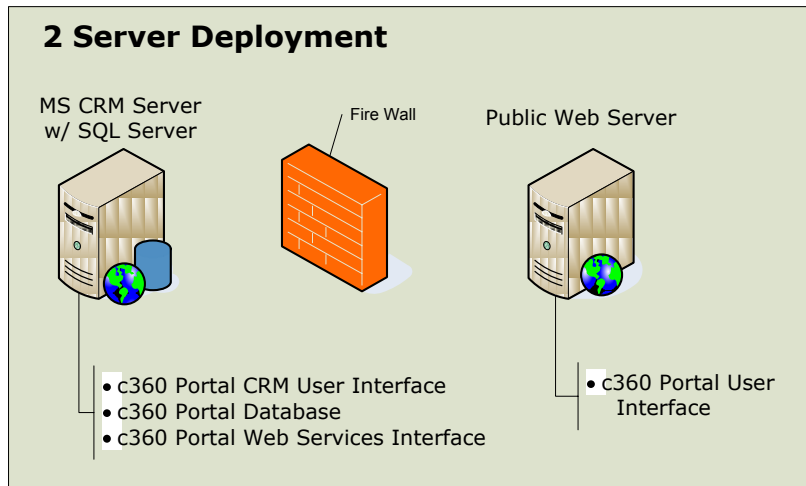 2 Server Deployment
MS CRM Server
w/ SQL Server
Fire Wall
Public Web Server
• c360 Portal CRM User Interface
• c360 Portal Database
• c360 Portal Web Services Interface
• c360 Portal User
Interface